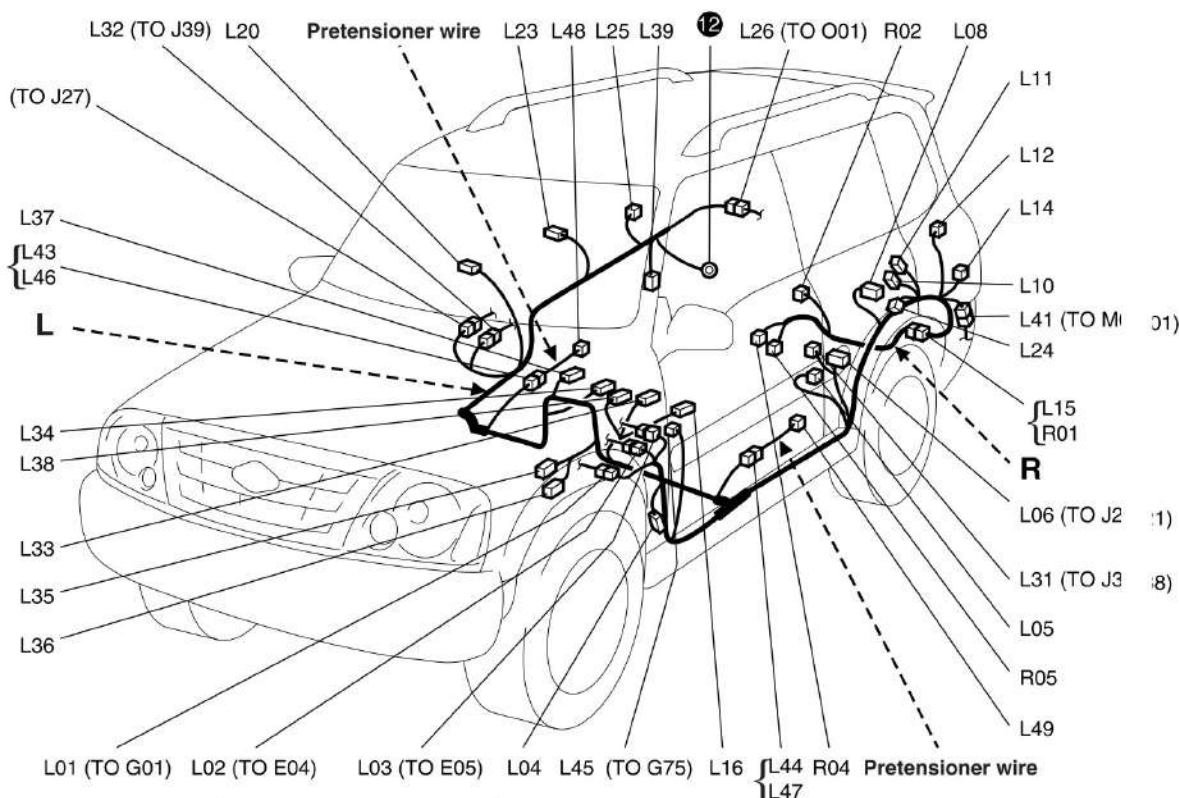 L32 (TO J39) L20 Pretensioner wire L23 L48 L25 L39 12 L26 (TO O01) R02 L08
L11
(TO J27)
L12
L37
L14
L43
L46
L10
L
L41 (TO M 01)
L24
L15
R01
L34
L38
R
L06 (TO J2 21)
L33
L31 (TO J3 38)
L35
L05
L36
R05
L49
L01 (TO G01) L02 (TO E04) L03 (TO E05) L04 L45 (TO G75) L16 L44 R04 Pretensioner wire
L47